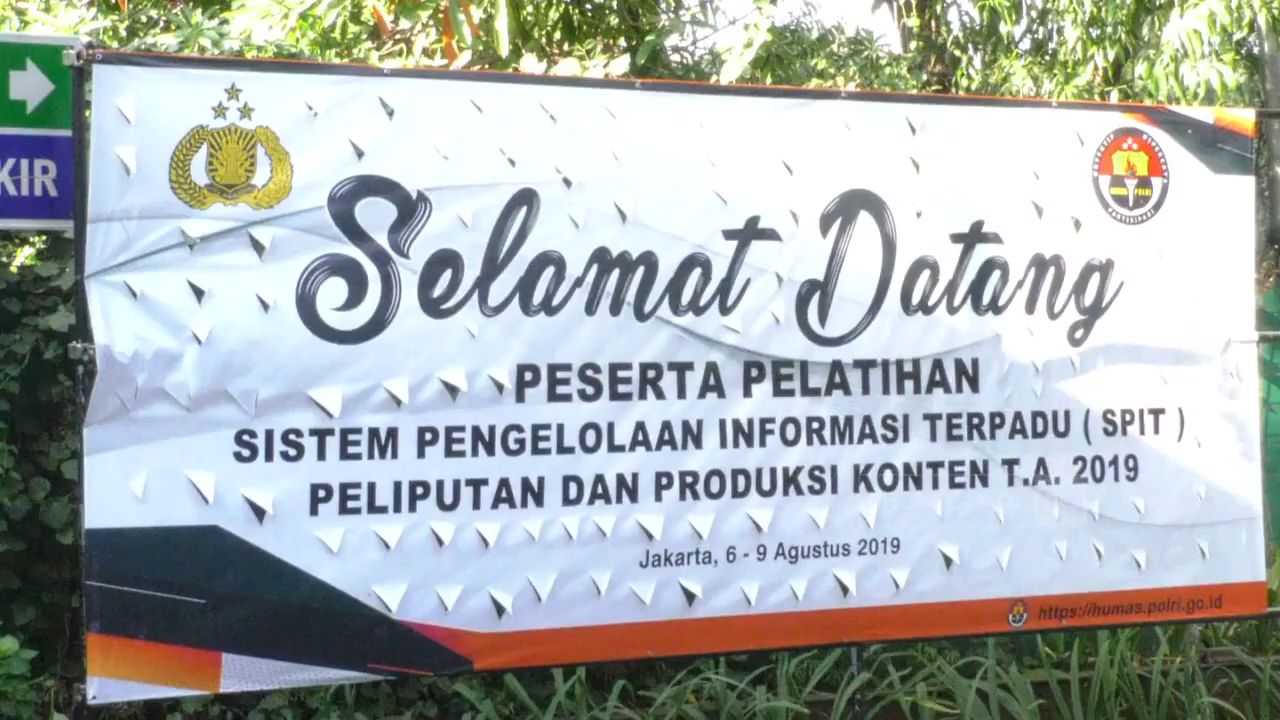 KIR
Selamat Datang
PESERTA PELATIHAN
SISTEM PENGELOLAAN INFORMASI TERPADU ( SPIT )
PELIPUTAN DAN PRODUKSI KONTEN T.A. 2019
Jakarta, 6 - 9 Agustus 2019
https://humas.polri.go.id